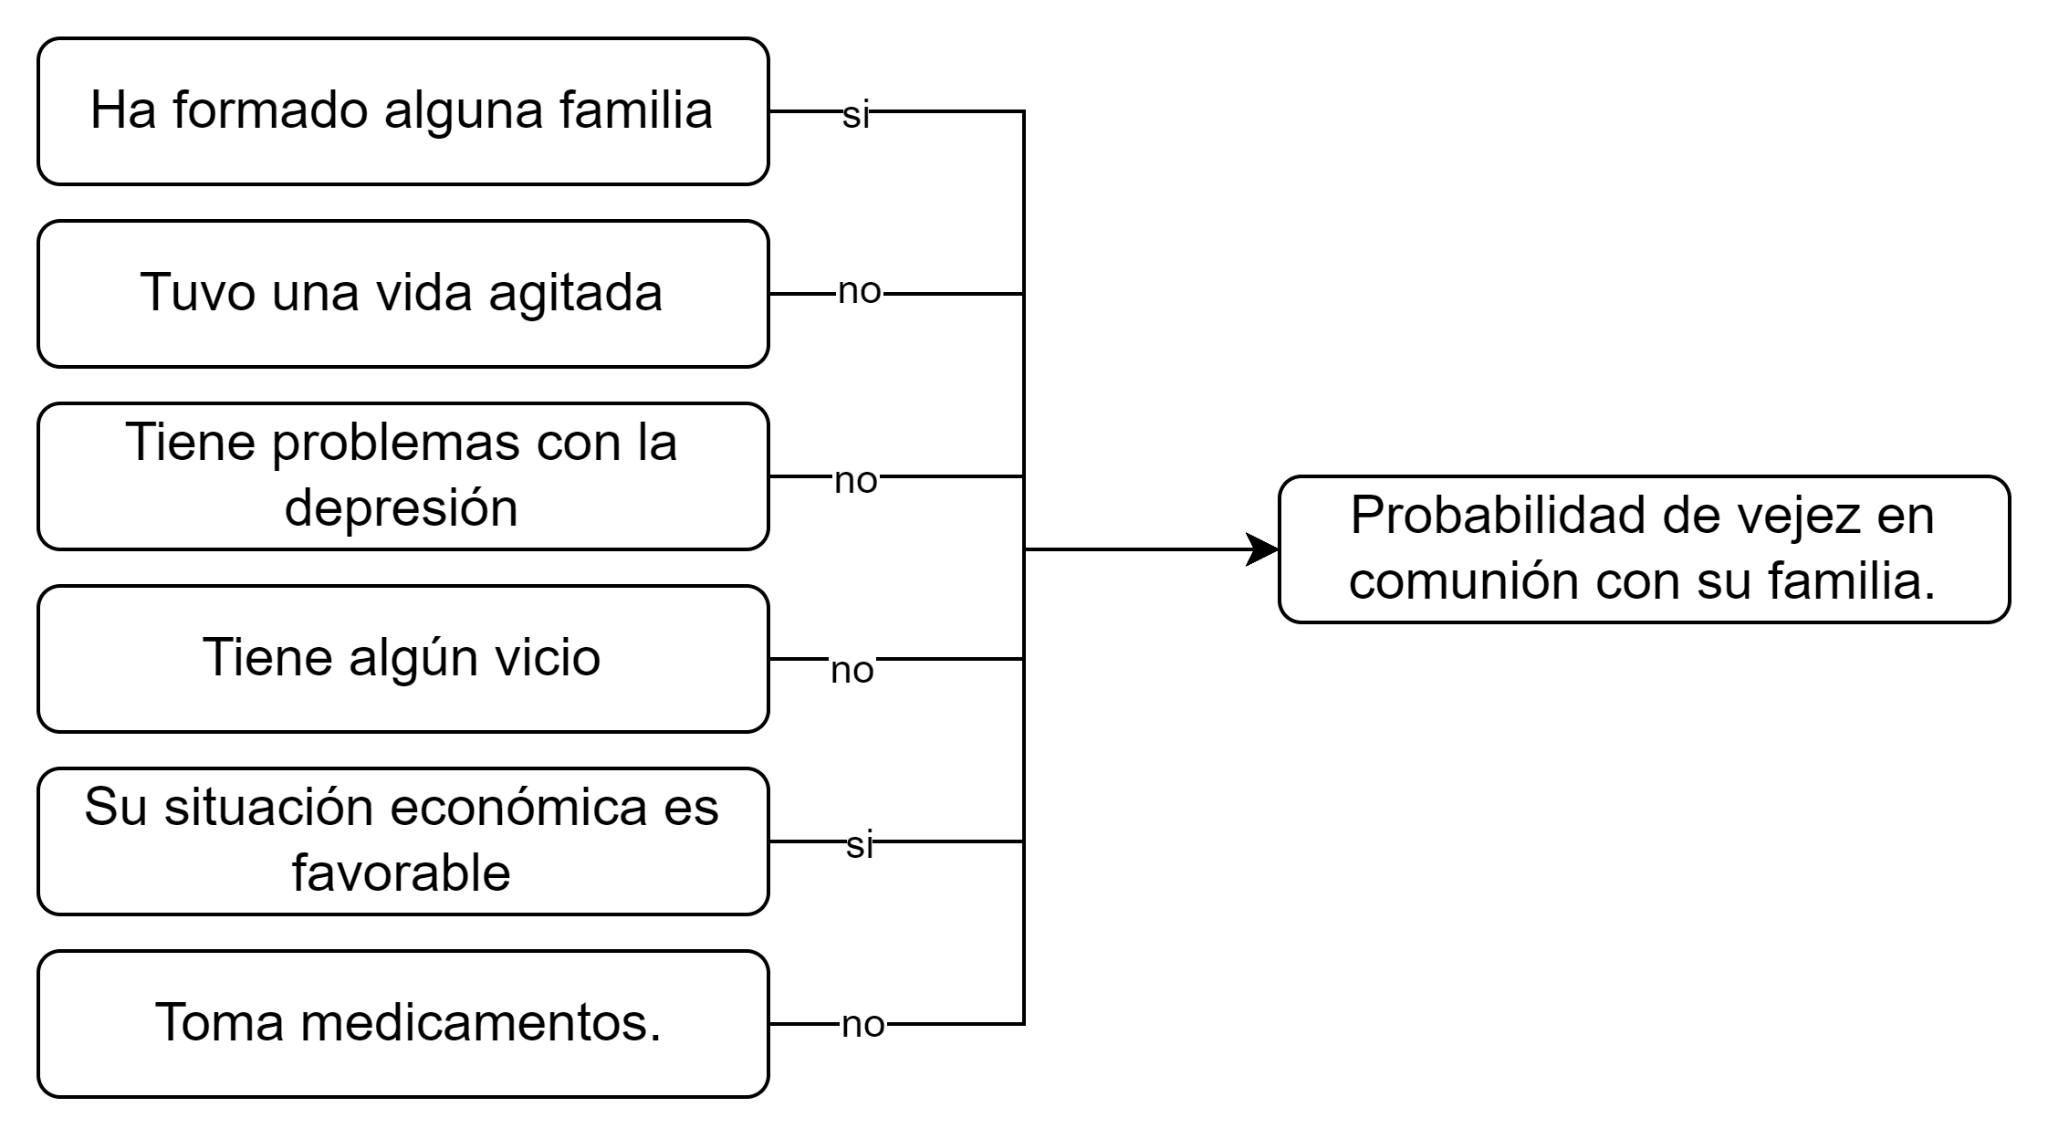 Ha formado alguna familia
si
Tuvo una vida agitada
no
Tiene problemas con la
depresión
no
Tiene algún vicio
no
Su situación económica es
favorable
si
Toma medicamentos.
no
Probabilidad de vejez en
comunión con su familia.